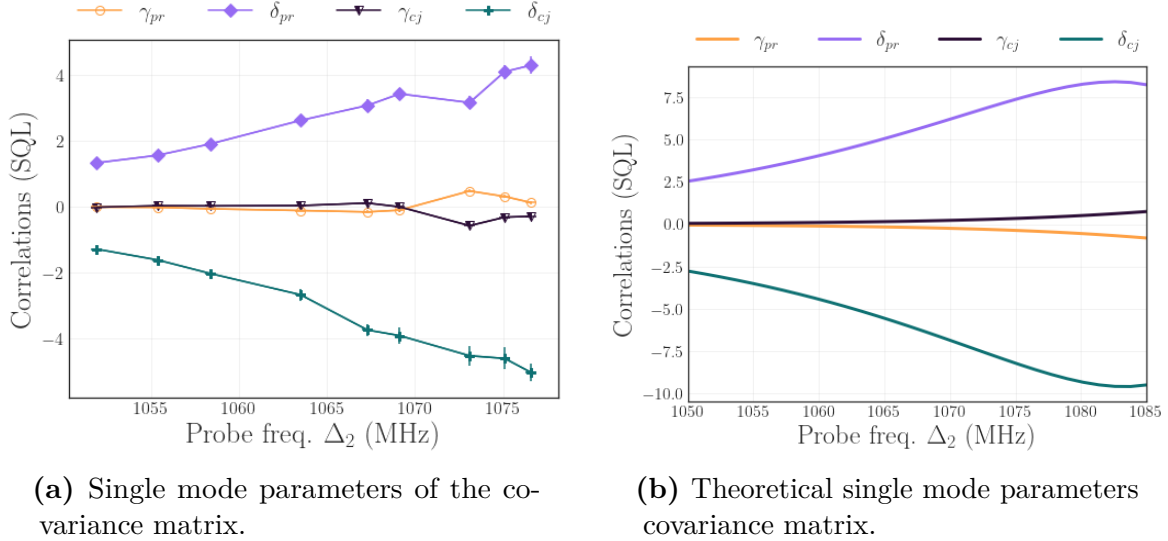 γpr δpr γcj δcj
Correlations (SQL)
4
2
0
−2
−4
1055 1060 1065 1070 1075
Probe freq. Δ2 (MHz)
(a) Single mode parameters of the co-
variance matrix.
γpr δpr γcj δcj
Correlations (SQL)
7.5
5.0
2.5
0.0
−2.5
−5.0
−7.5
−10.0
1050 1055 1060 1065 1070 1075 1080 1085
Probe freq. Δ2 (MHz)
(b) Theoretical single mode parameters
covariance matrix.